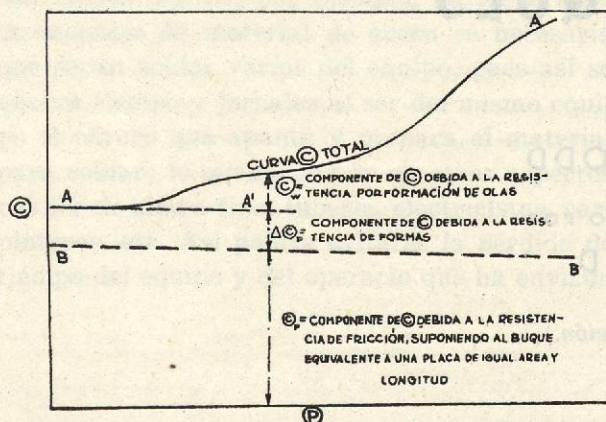 A
CURVA Ⓒ TOTAL
Ⓒ= COMPONENTE DE Ⓒ DEBIDA A LA RESIS-
TENCIA POR FORMACIÓN DE OLAS
Ⓒ A A'
COMPONENTE DE Ⓒ DEBIDA A LA RESIS-
ΔⒸF= TENCIA DE FORMAS
B B
ⒸF= COMPONENTE DE Ⓒ DEBIDA A LA RESISTEN-
CIA DE FRICCIÓN, SUPONIENDO AL BUQUE
EQUIVALENTE A UNA PLACA DE IGUAL AREA Y
LONGITUD
Ⓟ